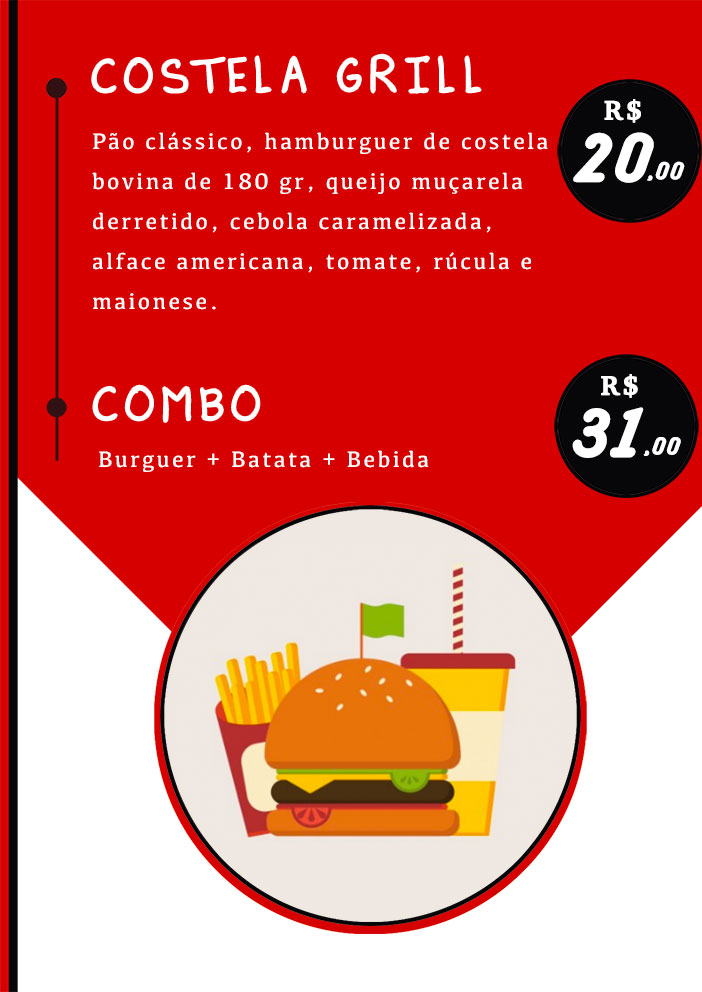 COSTELA GRILL
R$
20.00
Pão clássico, hamburguer de costela
bovina de 180 gr, queijo muçarela
derretido, cebola caramelizada,
alface americana, tomate, rúcula e
maionese.
COMBO
R$
31.00
Burguer + Batata + Bebida